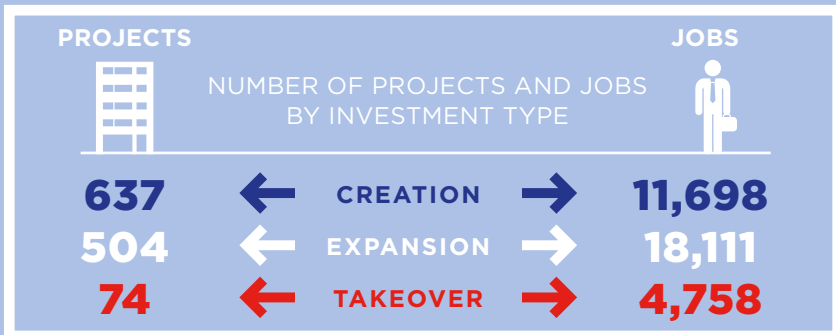 PROJECTS
JOBS
NUMBER OF PROJECTS AND JOBS
BY INVESTMENT TYPE
637 CREATION 11,698
504 EXPANSION 18,111
74 TAKEOVER 4,758